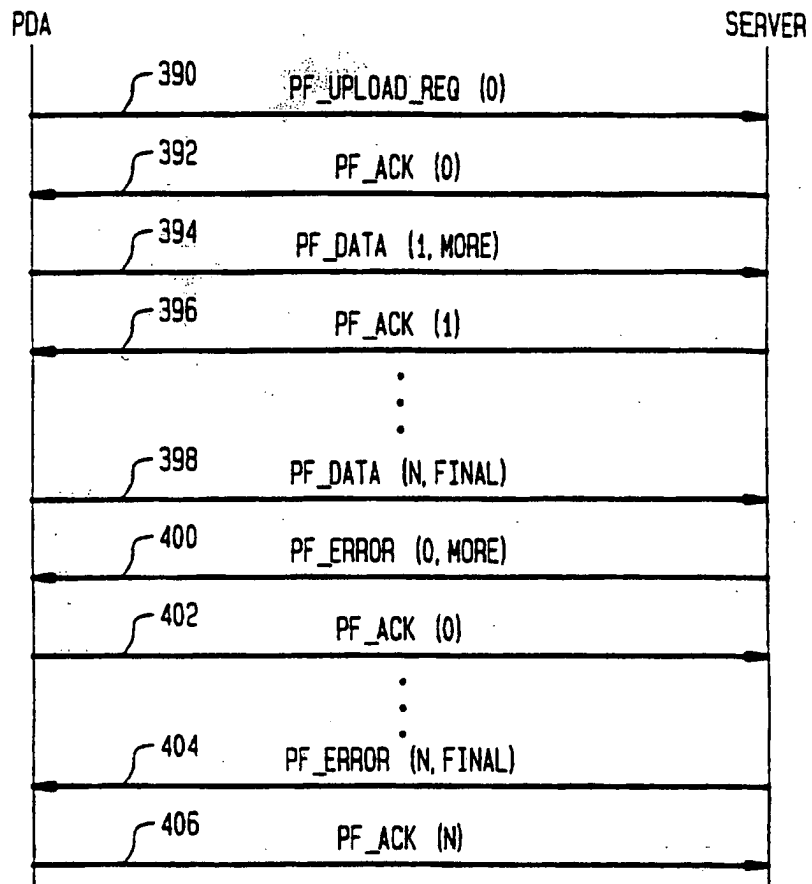 PDA SERVER
390 PF_UPLOAD_REQ (0)
392 PF_ACK (0)
394 PF_DATA (1, MORE)
396 PF_ACK (1)
398 PF_DATA (N, FINAL)
400 PF_ERROR (0, MORE)
402 PF_ACK (0)
404 PF_ERROR (N, FINAL)
406 PF_ACK (N)